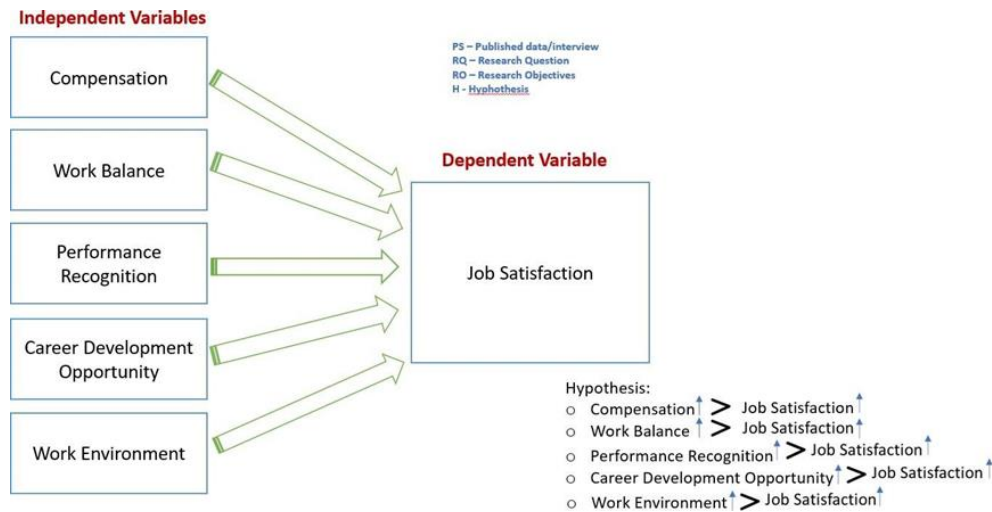 Independent Variables
Compensation
Work Balance
Performance
Recognition
Career Development
Opportunity
Work Environment
PS – Published data/interview
RQ – Research Question
RO – Research Objectives
H - Hyphothesis
Dependent Variable
Job Satisfaction
Hypothesis:
o Compensation↑ > Job Satisfaction↑
o Work Balance ↑ > Job Satisfaction↑
o Performance Recognition↑ > Job Satisfaction↑
o Career Development Opportunity↑ > Job Satisfaction↑
o Work Environment↑ > Job Satisfaction↑